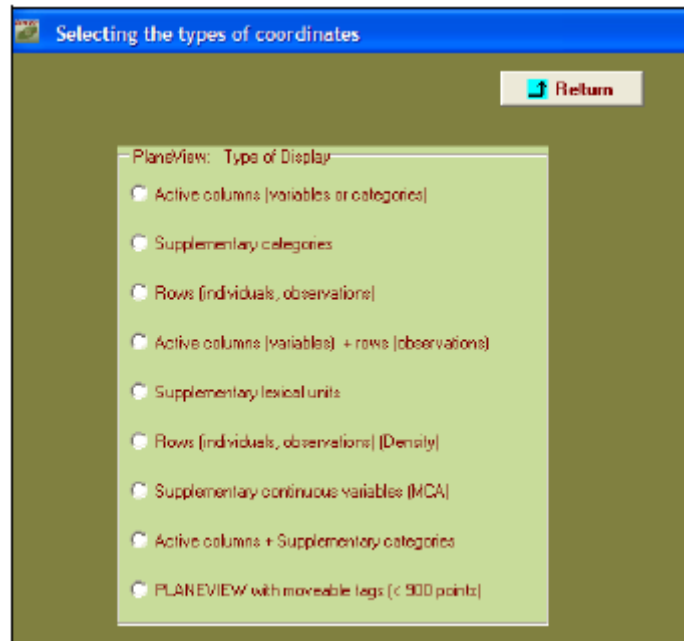 Selecting the types of coordinates
Return
PlaneView: Type of Display
Active columns (variables or categories)
Supplementary categories
Rows (individuals, observations)
Active columns (variables) + rows (observations)
Supplementary lexical units
Rows (individuals, observations) (Density)
Supplementary continuous variables (MCA)
Active columns + Supplementary categories
PLANEVIEW with moveable tags (< 900 points)